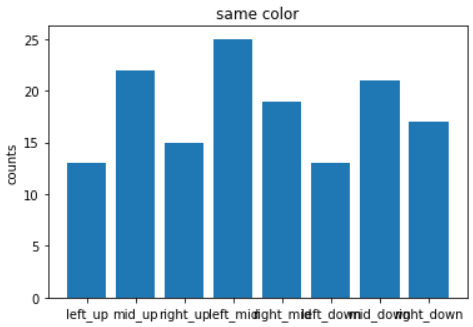 same color
counts
25
20
15
10
5
0
left_up mid_up right_up left_mid right_mid left_down mid_down right_down